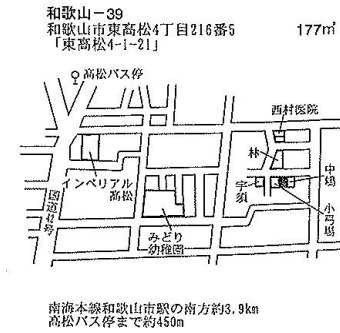 和歌山－39
和歌山市東高松4丁目216番5 177㎡
「東高松4-1-21」
高松バス停
西村医院
林
中嶋
インペリアル
高松
宇須
小弓場
国道42号
みどり
幼稚園
南海本線和歌山市駅の南方約3.9km
高松バス停まで約450m